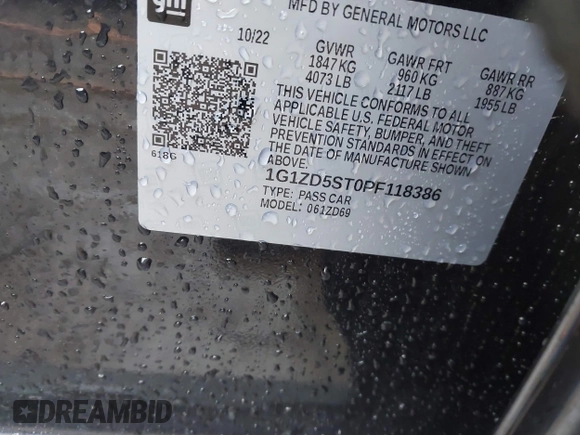 gm
MFD BY GENERAL MOTORS LLC
10/22 GVWR GAWR FRT GAWR RR
1847 KG 960 KG 887 KG
4073 LB 2117 LB 1955 LB
THIS VEHICLE CONFORMS TO ALL
APPLICABLE U.S. FEDERAL MOTOR
VEHICLE SAFETY, BUMPER, AND THEFT
PREVENTION STANDARDS IN EFFECT ON
THE DATE OF MANUFACTURE SHOWN
ABOVE.
618G
1G1ZD5ST0PF118386
TYPE: PASS CAR
MODEL: 061ZD69
DREAMBID